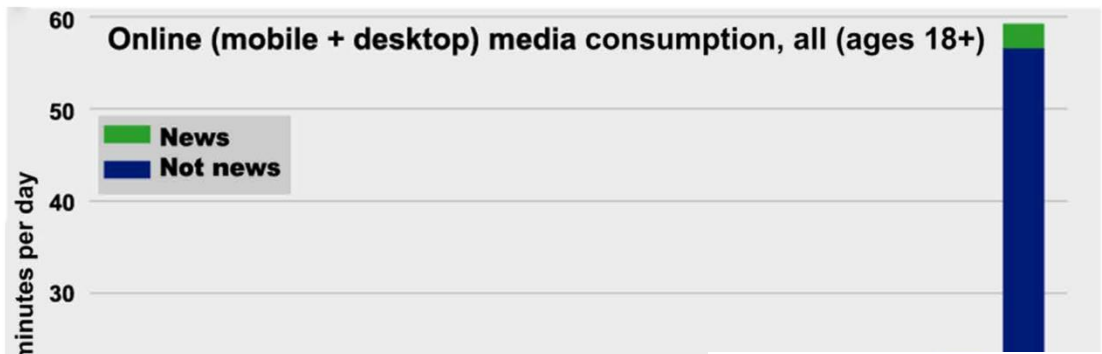 60
Online (mobile + desktop) media consumption, all (ages 18+)
50
News
Not news
40
30
minutes per day